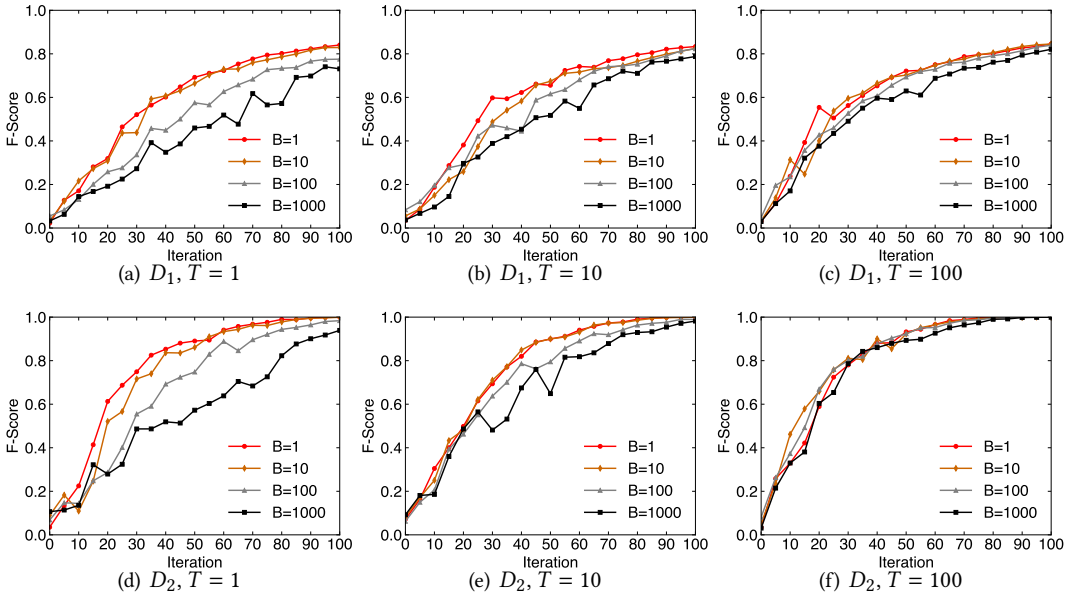 1.0
0.8
0.6
0.4
0.2
0.0
F-Score
B=1
B=10
B=100
B=1000
0 10 20 30 40 50 60 70 80 90 100
Iteration
(a) D1, T = 1
1.0
0.8
0.6
0.4
0.2
0.0
F-Score
B=1
B=10
B=100
B=1000
0 10 20 30 40 50 60 70 80 90 100
Iteration
(b) D1, T = 10
1.0
0.8
0.6
0.4
0.2
0.0
F-Score
B=1
B=10
B=100
B=1000
0 10 20 30 40 50 60 70 80 90 100
Iteration
(c) D1, T = 100
1.0
0.8
0.6
0.4
0.2
0.0
F-Score
B=1
B=10
B=100
B=1000
0 10 20 30 40 50 60 70 80 90 100
Iteration
(d) D2, T = 1
1.0
0.8
0.6
0.4
0.2
0.0
F-Score
B=1
B=10
B=100
B=1000
0 10 20 30 40 50 60 70 80 90 100
Iteration
(e) D2, T = 10
1.0
0.8
0.6
0.4
0.2
0.0
F-Score
B=1
B=10
B=100
B=1000
0 10 20 30 40 50 60 70 80 90 100
Iteration
(f) D2, T = 100